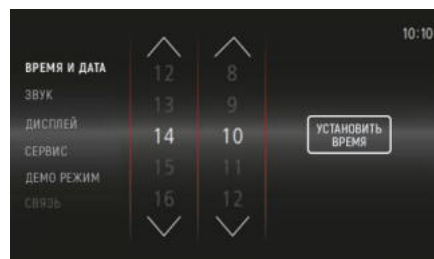 10:10
ВРЕМЯ И ДАТА
ЗВУК
ДИСПЛЕЙ
СЕРВИС
ДЕМО РЕЖИМ
СВЯЗЬ
12 8
13 9
14 10
15 11
16 12
УСТАНОВИТЬ
ВРЕМЯ